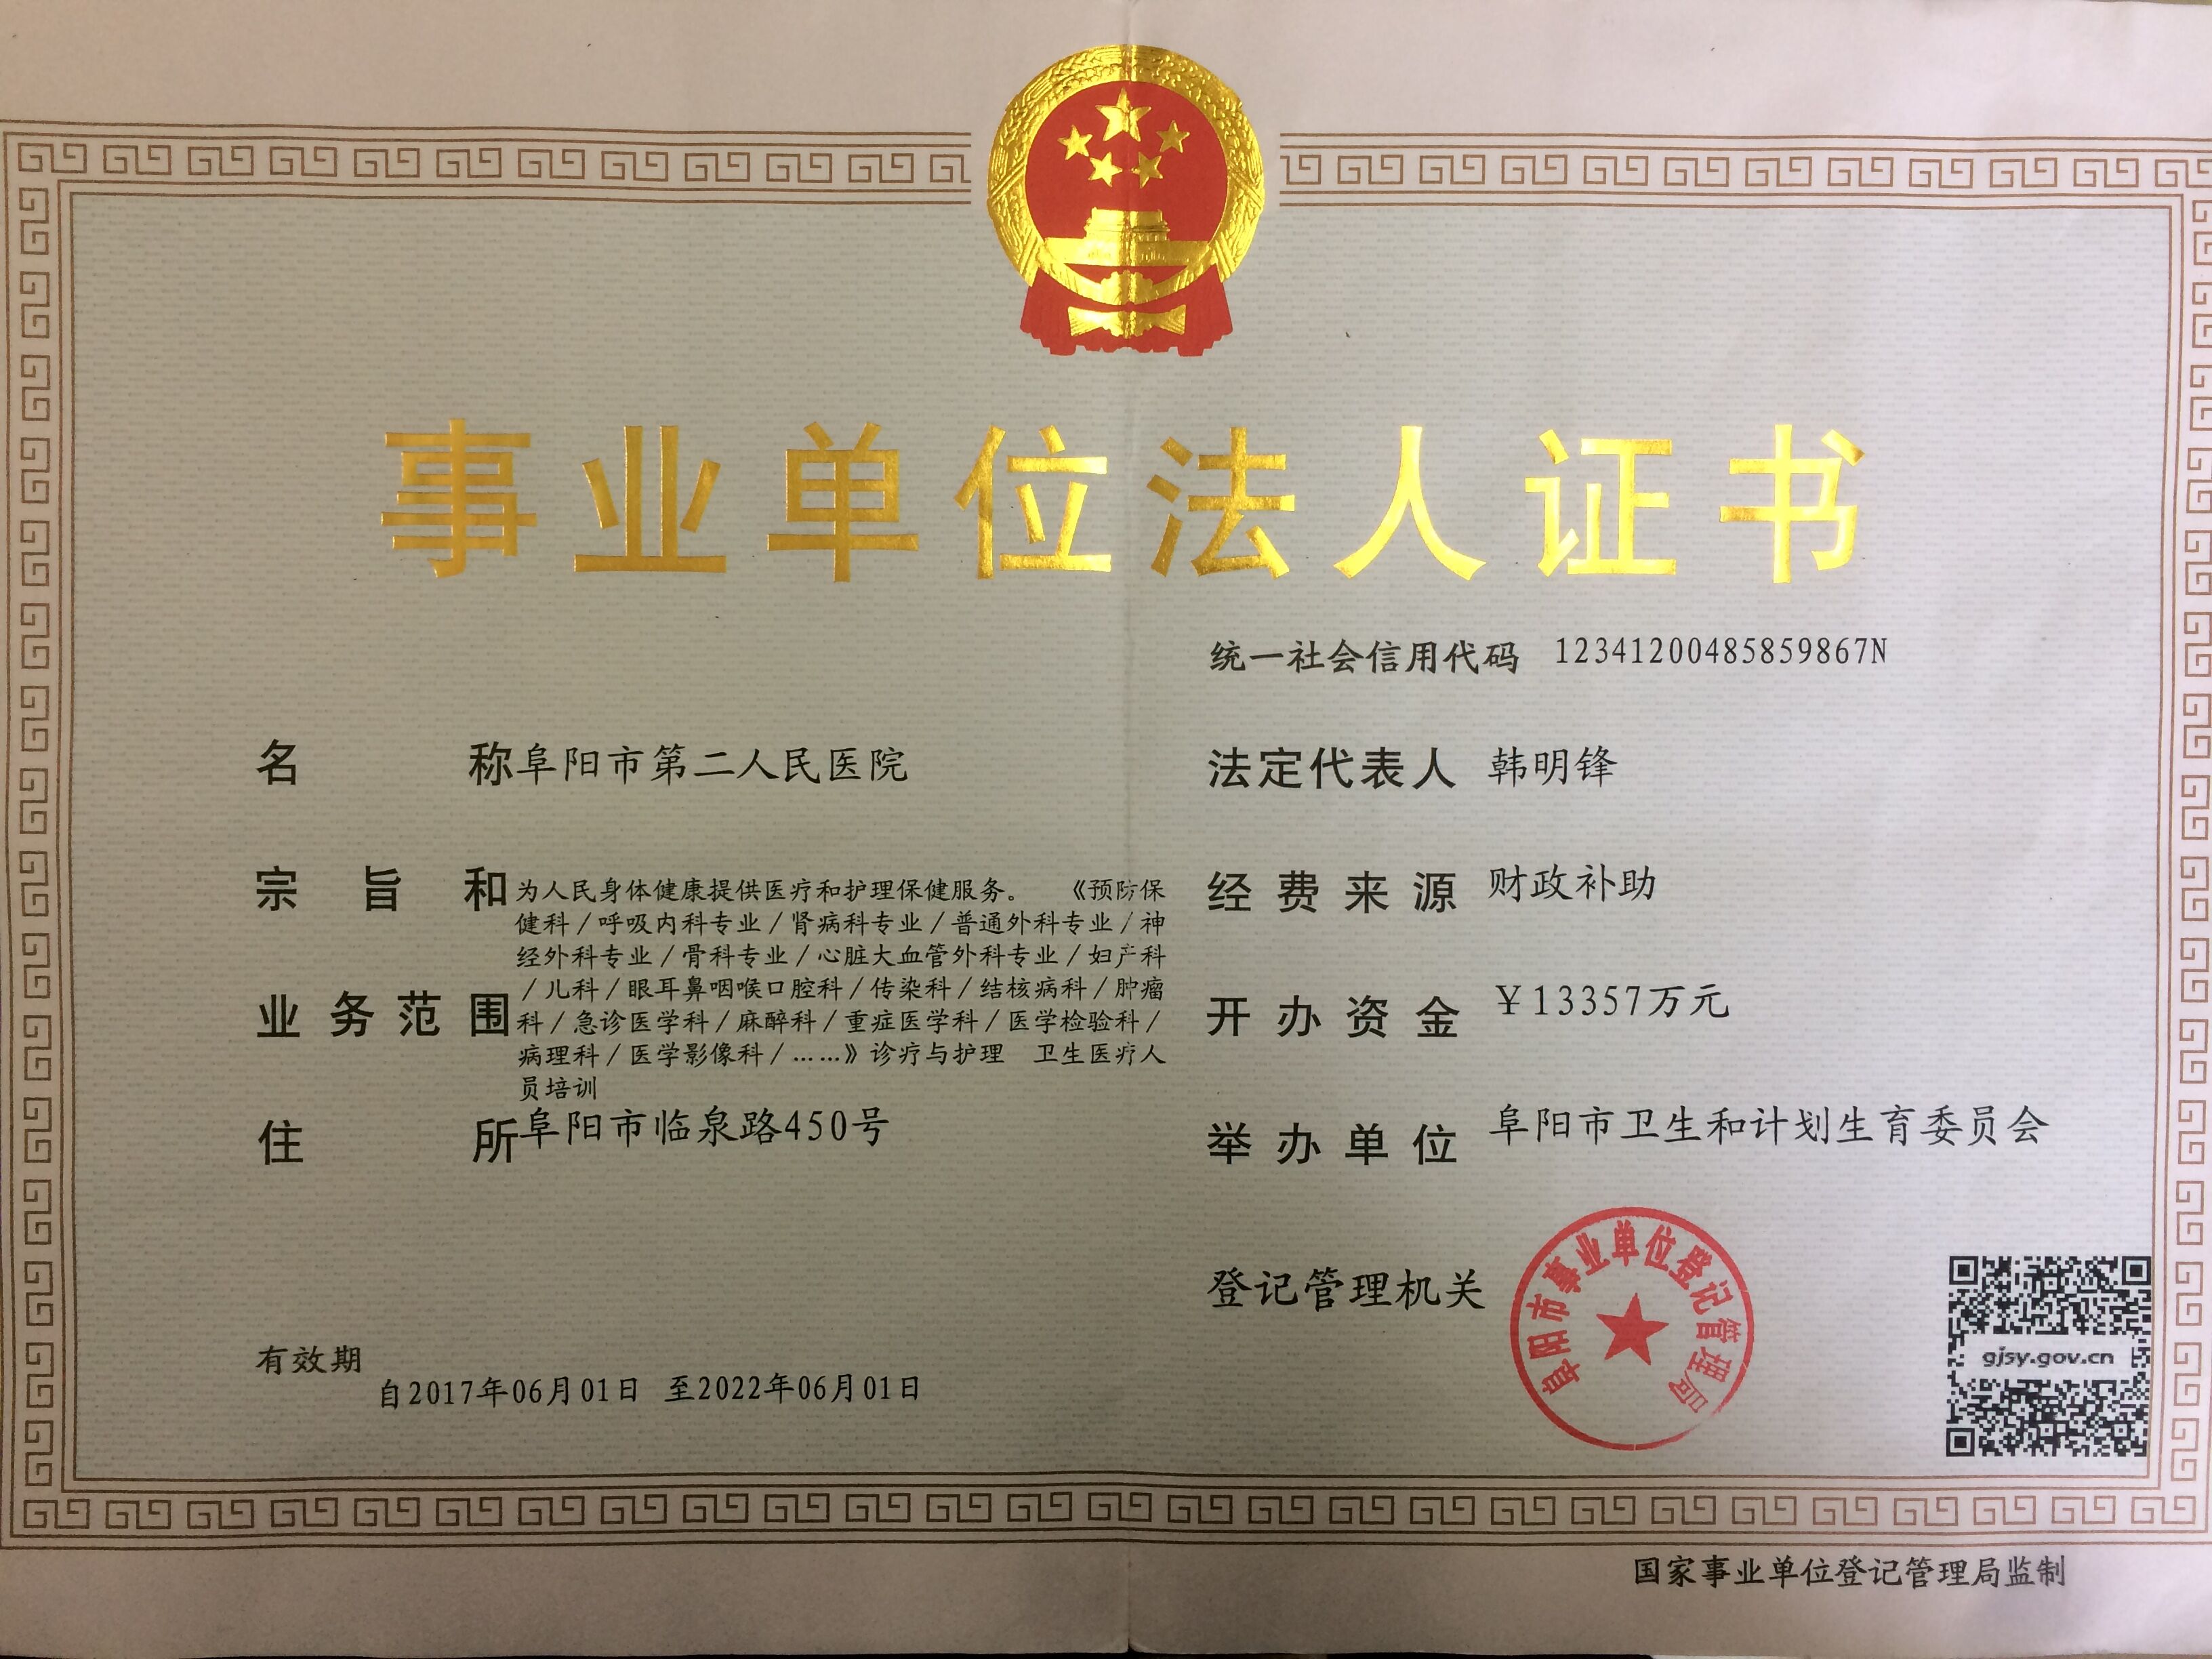 事业单位法人证书
统一社会信用代码 12341200485859867N
名称 阜阳市第二人民医院
法定代表人 韩明锋
宗旨和业务范围
为人民身体健康提供医疗和护理保健服务。 《预防保
健科/呼吸内科专业/肾病科专业/普通外科专业/神
经外科专业/骨科专业/心脏大血管外科专业/妇产科
/儿科/眼耳鼻咽喉口腔科/传染科/结核病科/肿瘤
科/急诊医学科/麻醉科/重症医学科/医学检验科/
病理科/医学影像科/……》诊疗与护理 卫生医疗人
员培训
经费来源 财政补助
开办资金 ￥13357万元
住所 阜阳市临泉路450号
举办单位 阜阳市卫生和计划生育委员会
登记管理机关
阜阳市事业单位登记管理局
gjsy.gov.cn
有效期
自2017年06月01日 至2022年06月01日
国家事业单位登记管理局监制